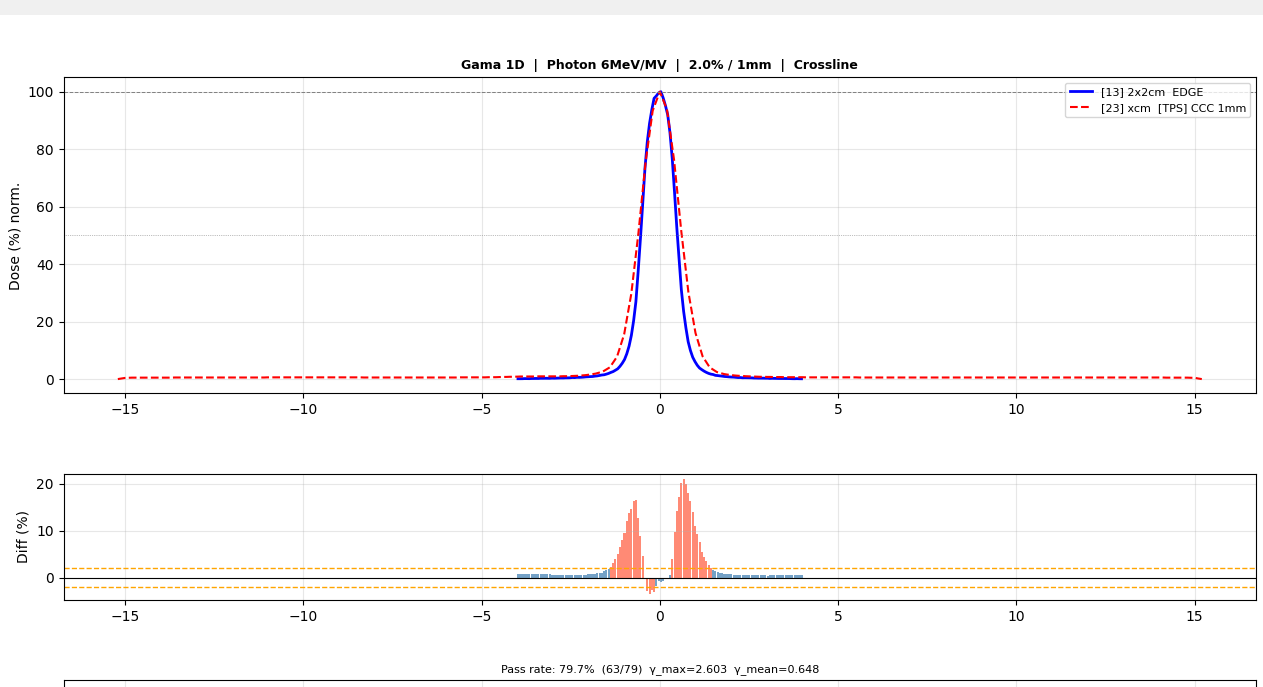 Gama 1D | Photon 6MeV/MV | 2.0% / 1mm | Crossline
[13] 2x2cm EDGE
[23] xcm [TPS] CCC 1mm
Dose (%) norm.
100
80
60
40
20
0
−15 −10 −5 0 5 10 15
Diff (%)
20
10
0
−15 −10 −5 0 5 10 15
Pass rate: 79.7% (63/79) γ_max=2.603 γ_mean=0.648